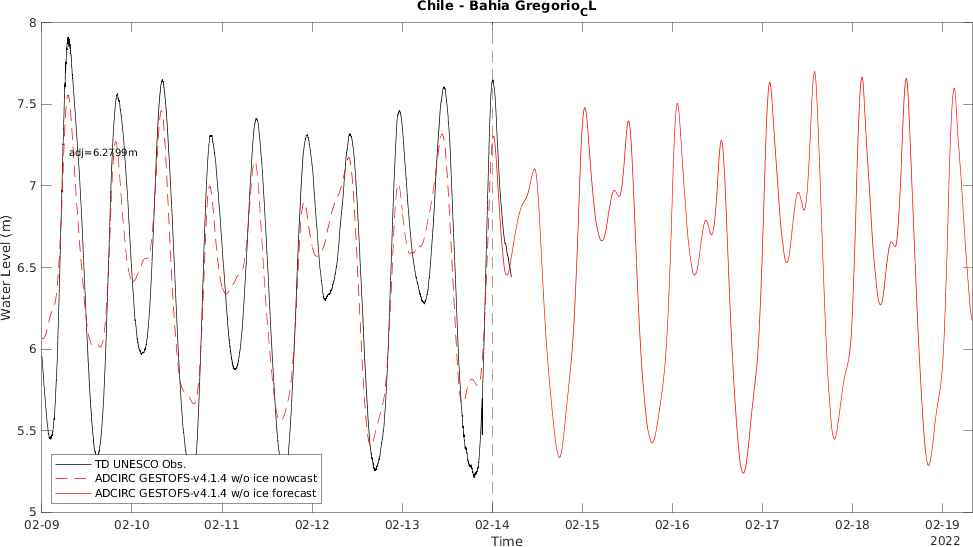 Chile - Bahia Gregorio_CL
8
7.5
adj=6.2799m
7
6.5
6
5.5
5
Water Level (m)
TD UNESCO Obs.
ADCIRC GESTOFS-v4.1.4 w/o ice nowcast
ADCIRC GESTOFS-v4.1.4 w/o ice forecast
02-09 02-10 02-11 02-12 02-13 02-14 02-15 02-16 02-17 02-18 02-19
Time
2022